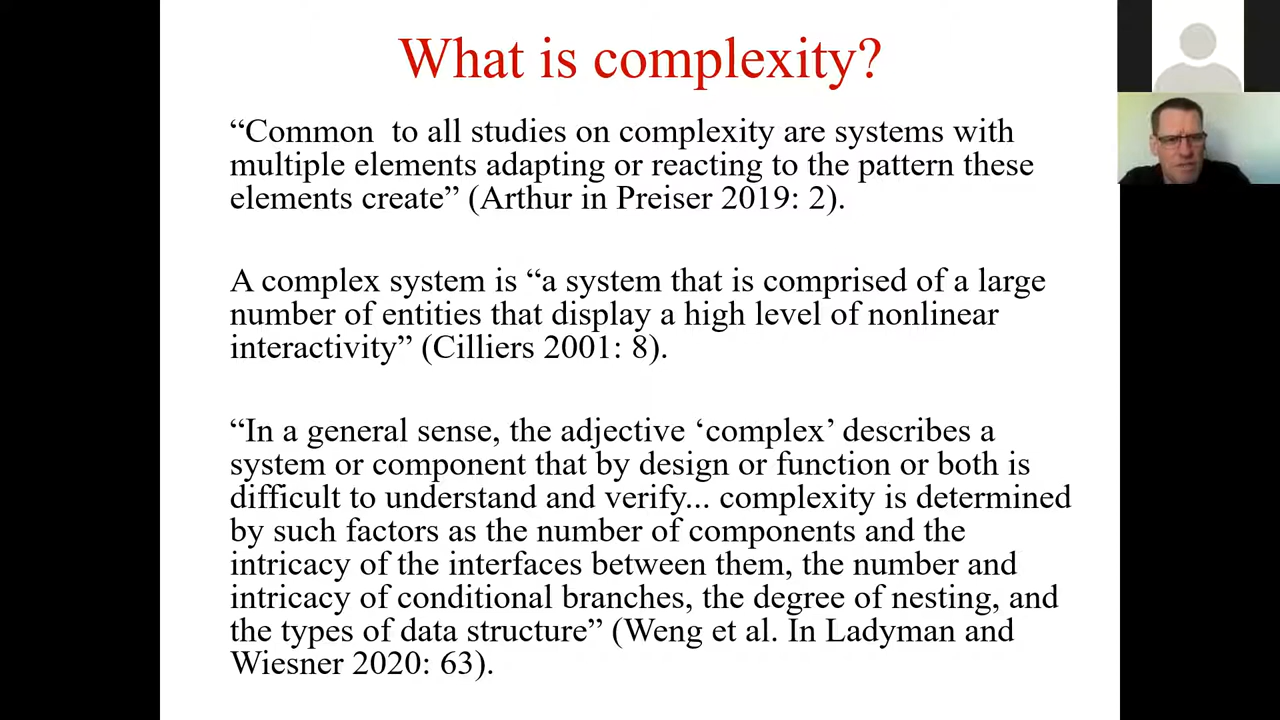 What is complexity?
“Common  to all studies on complexity are systems with
multiple elements adapting or reacting to the pattern these
elements create” (Arthur in Preiser 2019: 2).
A complex system is “a system that is comprised of a large
number of entities that display a high level of nonlinear
interactivity” (Cilliers 2001: 8).
“In a general sense, the adjective ‘complex’ describes a
system or component that by design or function or both is
difficult to understand and verify... complexity is determined
by such factors as the number of components and the
intricacy of the interfaces between them, the number and
intricacy of conditional branches, the degree of nesting, and
the types of data structure” (Weng et al. In Ladyman and
Wiesner 2020: 63).